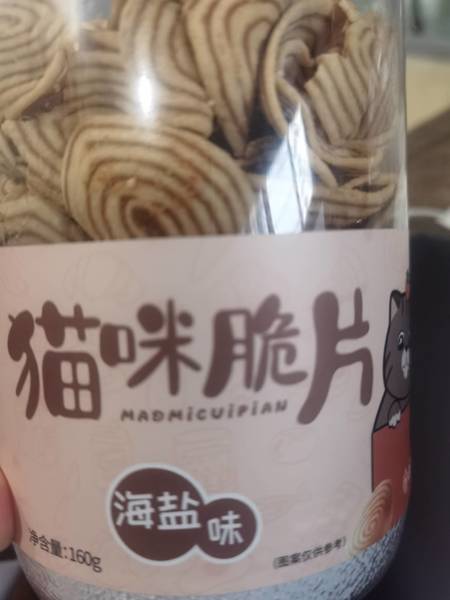 猫咪脆片
MAOMiCUiPiAN
海盐味
净含量:160g
(图案仅供参考)